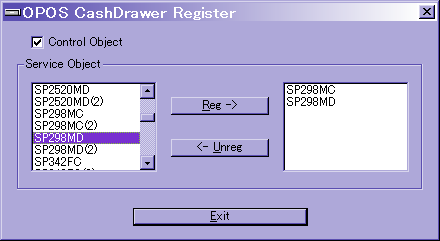 OPOS CashDrawer Register
Control Object
Service Object
SP2520MD
SP2520MD(2)
SP298MC
SP298MC(2)
SP298MD
SP298MD(2)
SP342FC
Reg ->
<- Unreg
SP298MC
SP298MD
Exit